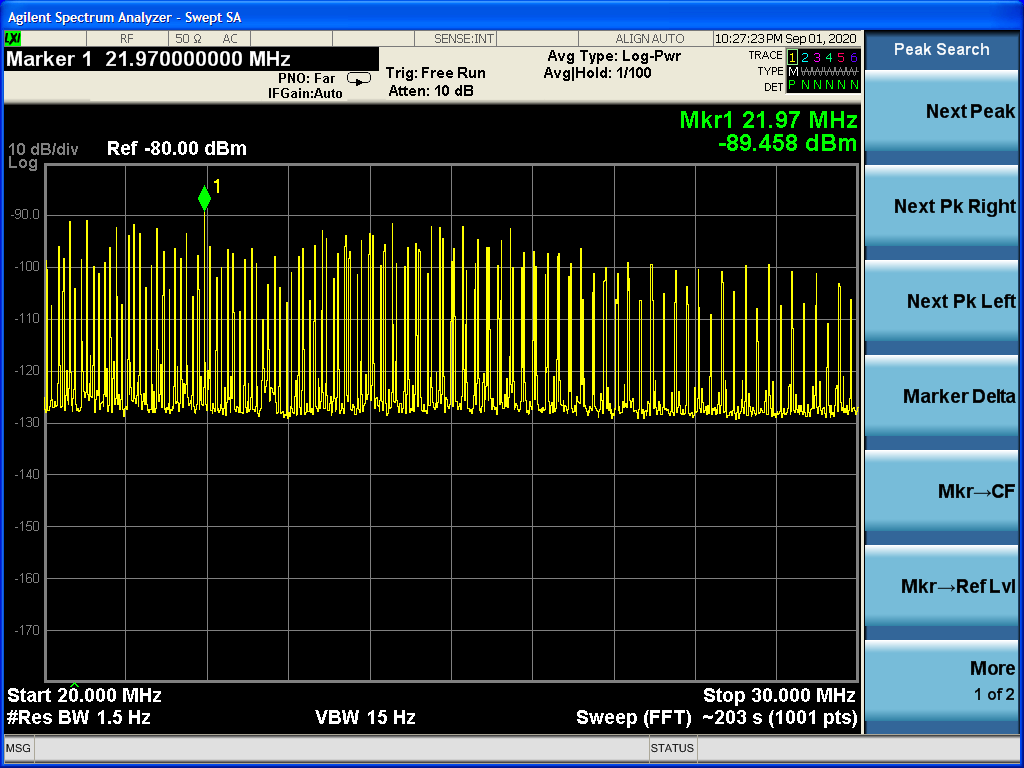 Agilent Spectrum Analyzer - Swept SA
LXI RF 50 Ω AC SENSE:INT ALIGN AUTO 10:27:23 PM Sep 01, 2020
Marker 1 21.970000000 MHz
PNO: Far
IFGain:Auto
Trig: Free Run
Atten: 10 dB
Avg Type: Log-Pwr
Avg|Hold: 1/100
TRACE 1 2 3 4 5 6
TYPE M W W W W W
DET P N N N N N
Mkr1 21.97 MHz
-89.458 dBm
10 dB/div
Log
Ref -80.00 dBm
1
-90.0
-100
-110
-120
-130
-140
-150
-160
-170
Start 20.000 MHz
Stop 30.000 MHz
#Res BW 1.5 Hz
VBW 15 Hz
Sweep (FFT) ~203 s (1001 pts)
MSG
STATUS
Peak Search
Next Peak
Next Pk Right
Next Pk Left
Marker Delta
Mkr→CF
Mkr→Ref Lvl
More
1 of 2